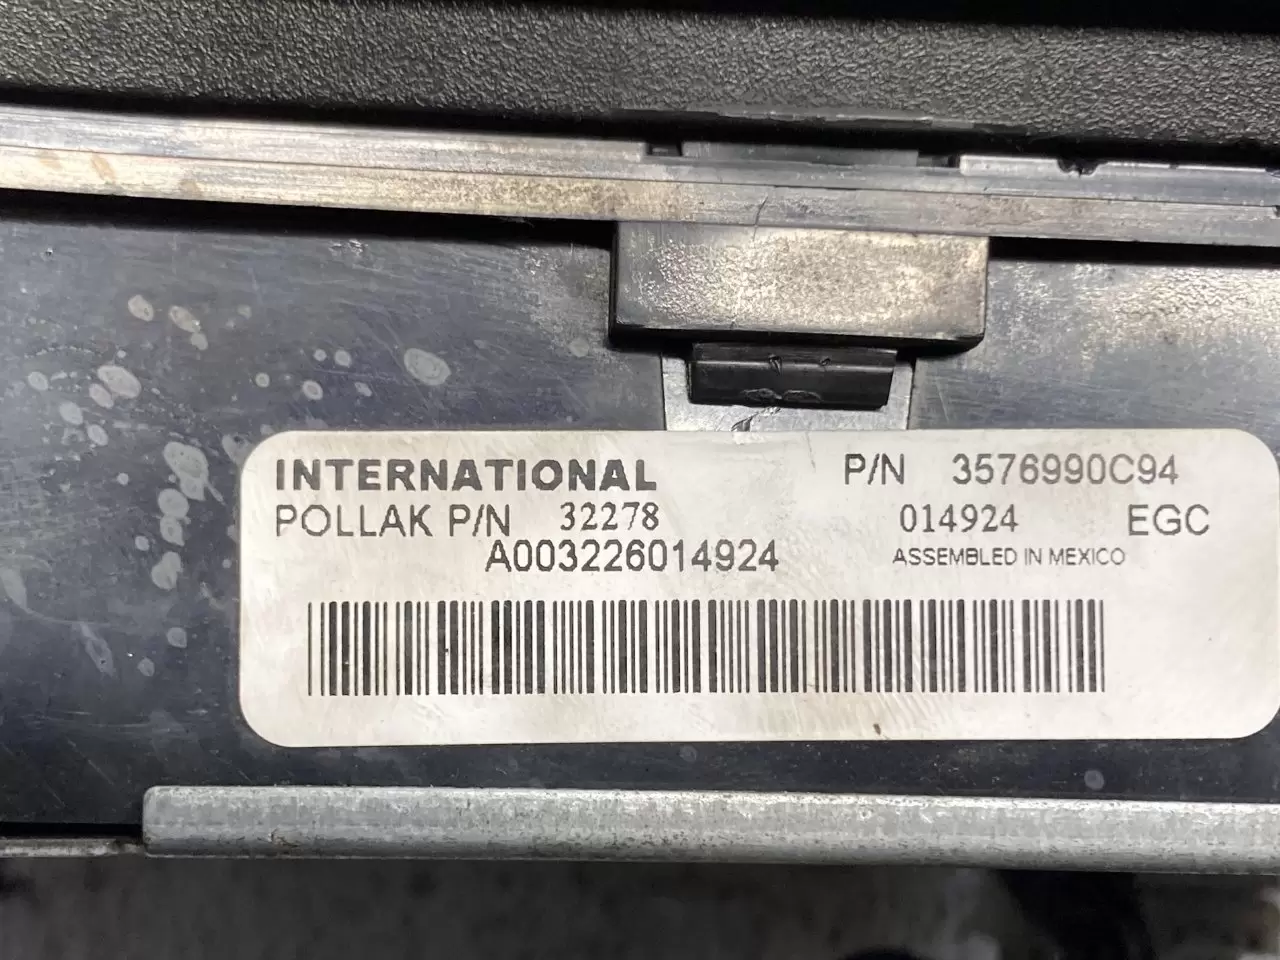 INTERNATIONAL P/N 3576990C94
POLLAK P/N 32278 014924 EGC
A003226014924 ASSEMBLED IN MEXICO